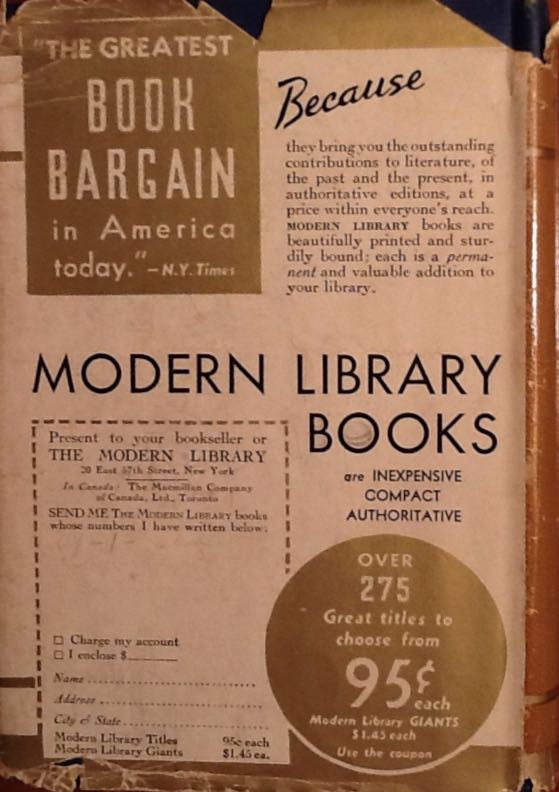 "THE GREATEST
BOOK
BARGAIN
in America
today." -N.Y. Times
Because
they bring you the outstanding
contributions to literature, of
the past and the present, in
authoritative editions, at a
price within everyone's reach.
MODERN LIBRARY books are
beautifully printed and stur-
dily bound; each is a perma-
nent and valuable addition to
your library.
MODERN LIBRARY
BOOKS
are INEXPENSIVE
COMPACT
AUTHORITATIVE
Present to your bookseller or
THE MODERN LIBRARY
20 East 57th Street, New York
In Canada: The Macmillan Company
of Canada, Ltd., Toronto
SEND ME THE MODERN LIBRARY books
whose numbers I have written below:
☐ Charge my account
☐ I enclose $
Name
Address
City & State
Modern Library Titles 95c each
Modern Library Giants $1.45 ea.
OVER
275
Great titles to
choose from
95¢
each
Modern Library GIANTS
$1.45 each
Use the coupon